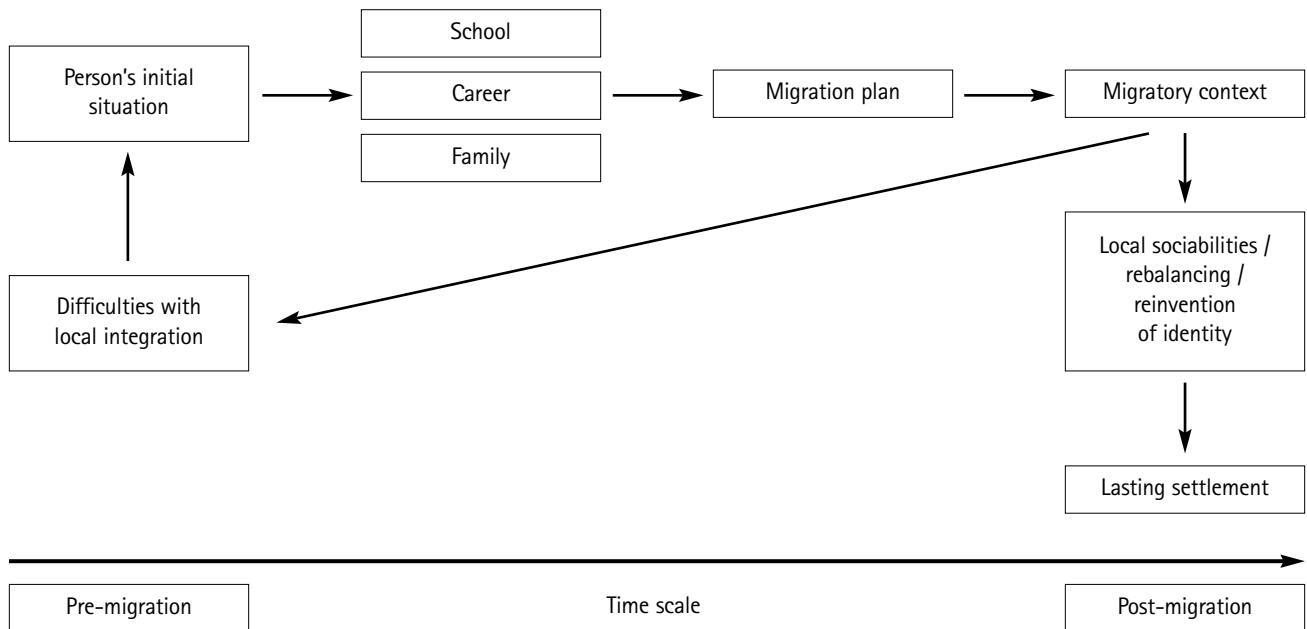 School
Person's initial
situation
Career
Migration plan
Migratory context
Family
Local sociabilities /
rebalancing /
reinvention
of identity
Difficulties with
local integration
Lasting settlement
Pre-migration
Time scale
Post-migration